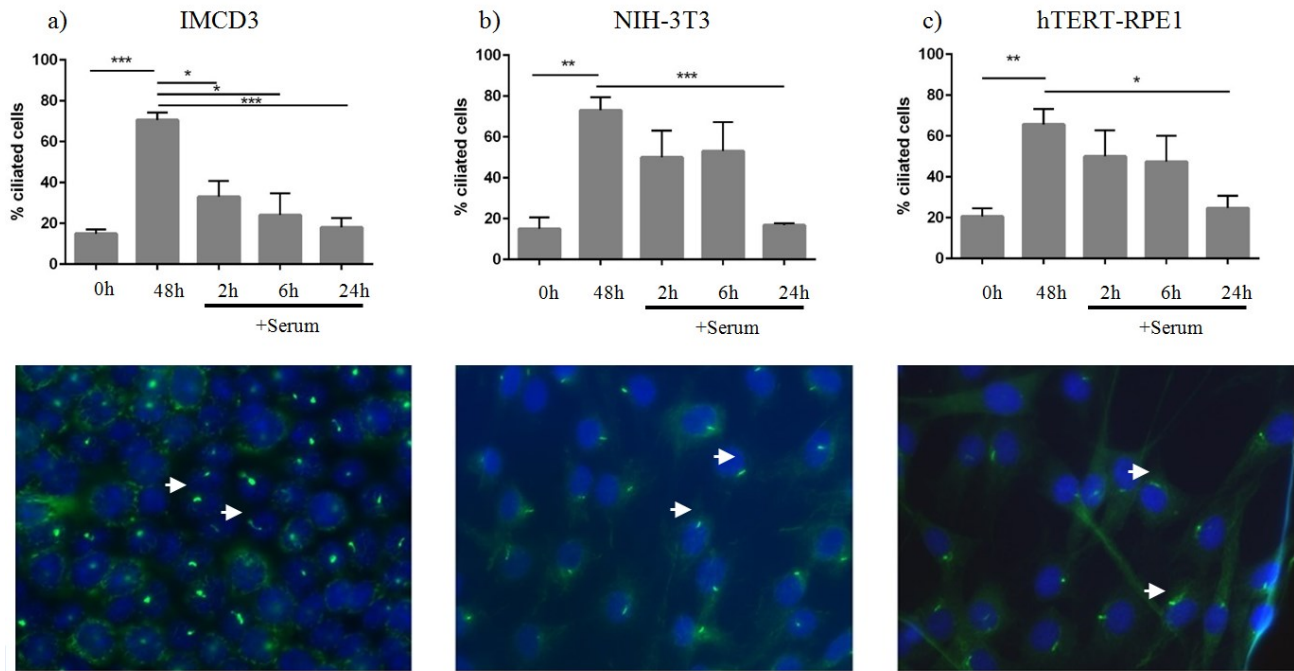 a) IMCD3
100
80
60
40
20
0
% ciliated cells
***
*
*
***
0h 48h 2h 6h 24h
+Serum
b) NIH-3T3
100
80
60
40
20
0
% ciliated cells
**
***
0h 48h 2h 6h 24h
+Serum
c) hTERT-RPE1
100
80
60
40
20
0
% ciliated cells
**
*
0h 48h 2h 6h 24h
+Serum